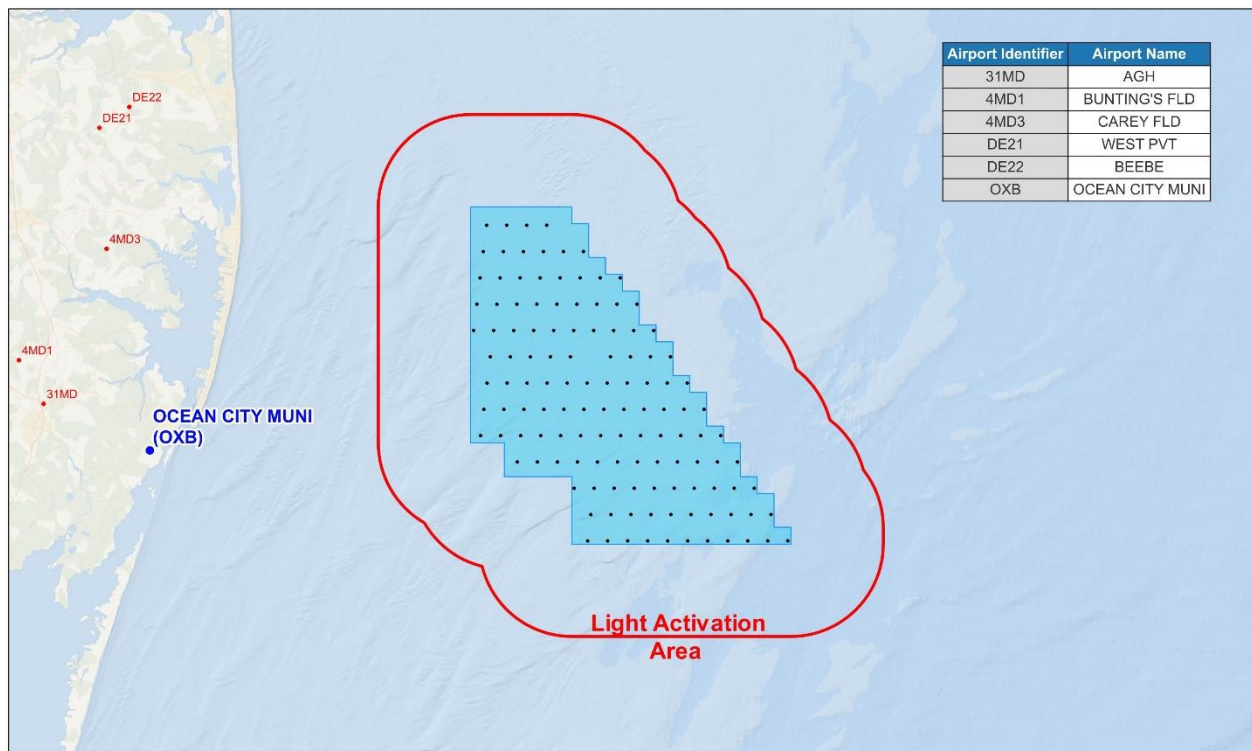 Airport Identifier Airport Name
31MD AGH
4MD1 BUNTING'S FLD
4MD3 CAREY FLD
DE21 WEST PVT
DE22 BEEBE
OXB OCEAN CITY MUNI
DE22
DE21
4MD3
4MD1
31MD
OCEAN CITY MUNI
(OXB)
Light Activation
Area